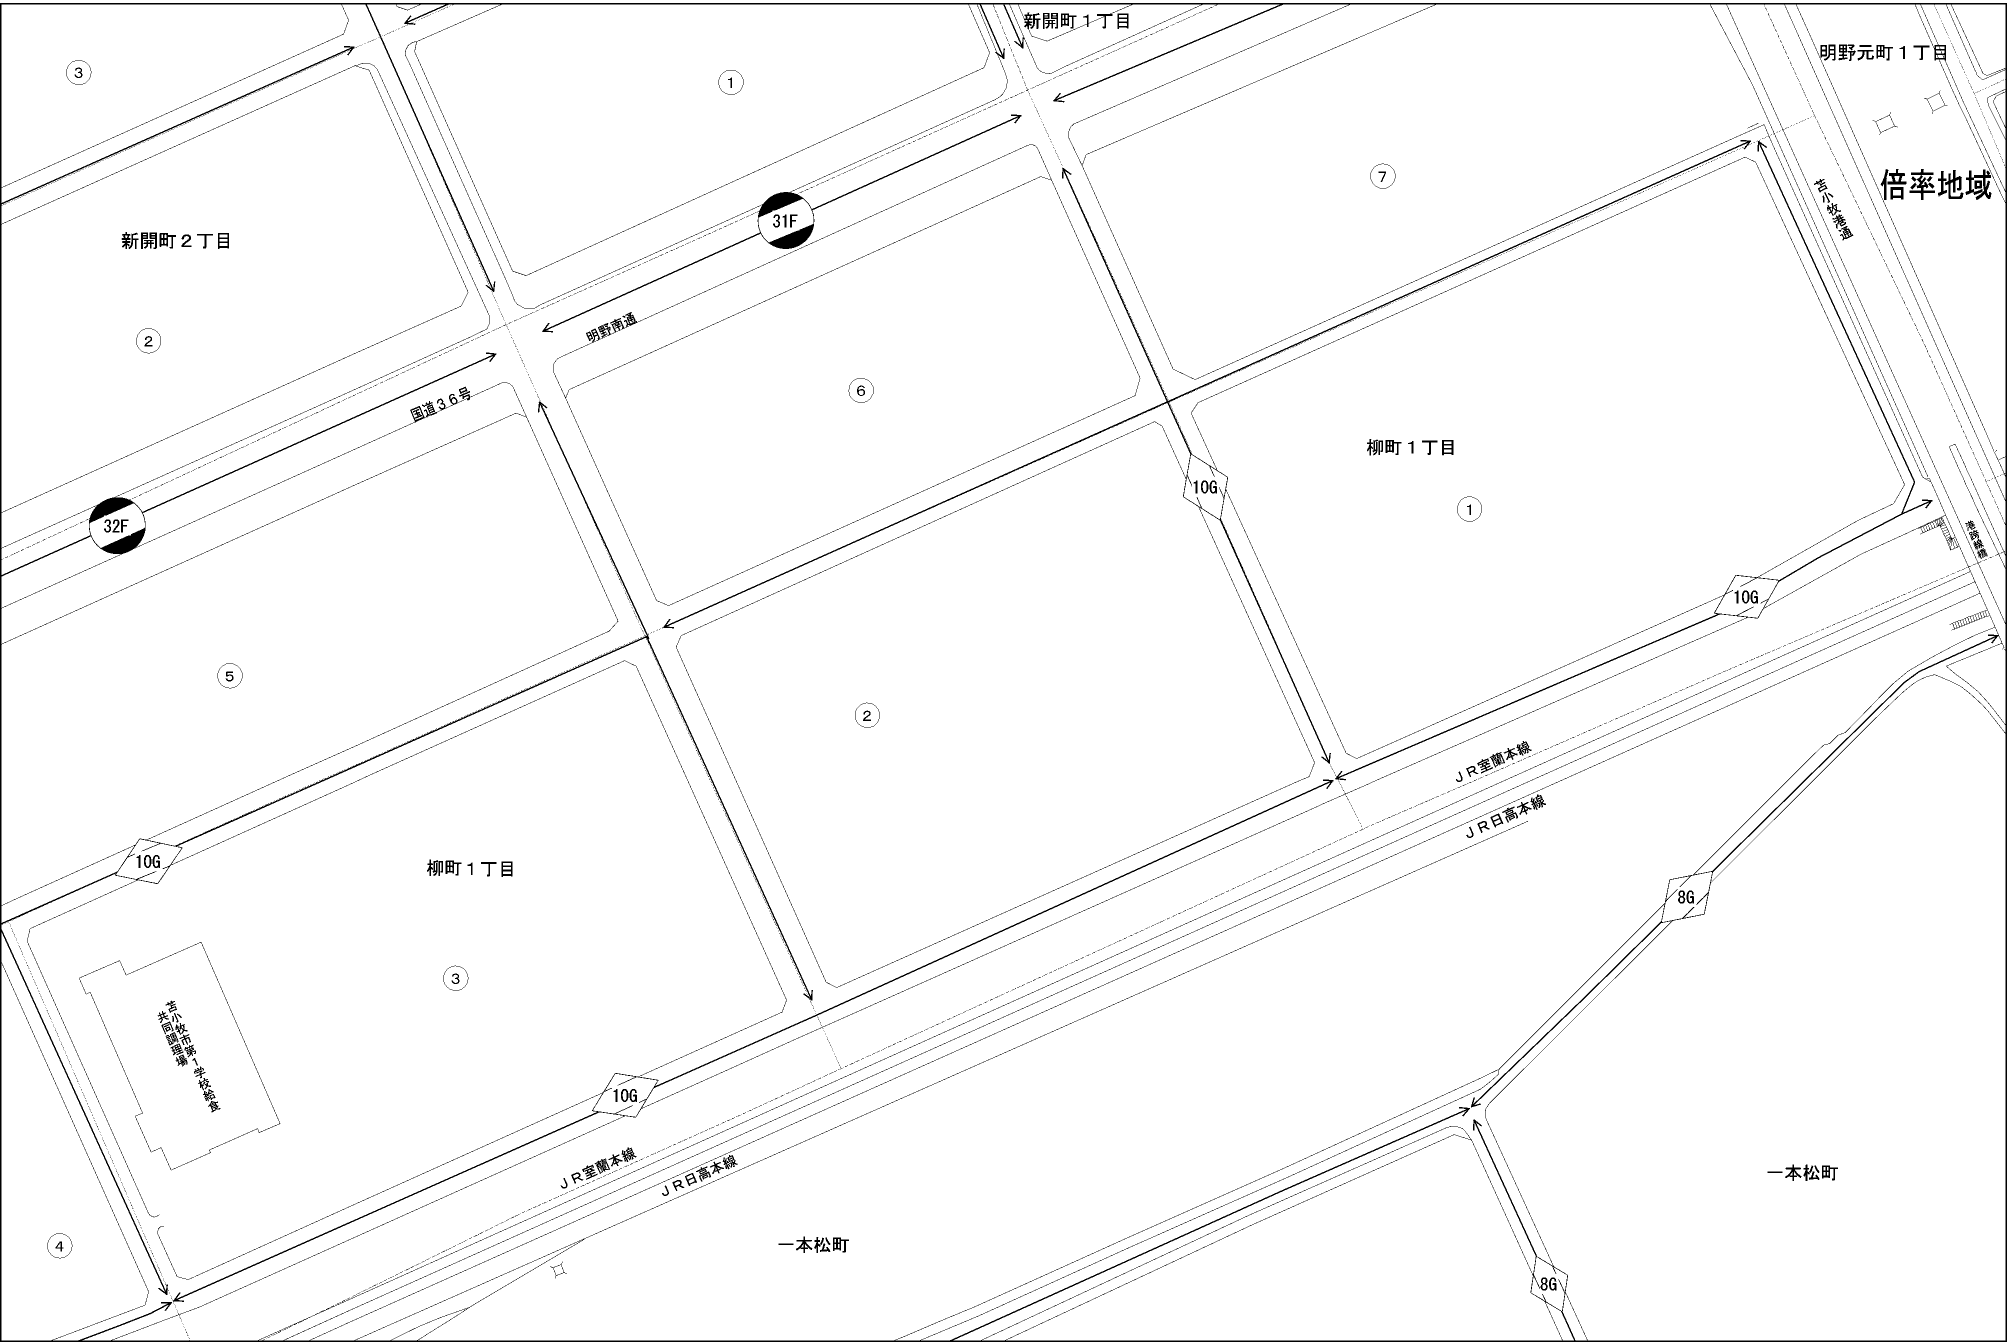 新開町１丁目
明野元町１丁目
③
①
⑦
倍率地域
苫小牧港通
31F
新開町２丁目
明野南通
②
国道３６号
⑥
柳町１丁目
32F
10G
①
港跨線橋
10G
⑤
②
ＪＲ室蘭本線
ＪＲ日高本線
10G
柳町１丁目
8G
③
苫小牧市第１学校給食
共同調理場
10G
ＪＲ室蘭本線
ＪＲ日高本線
一本松町
④
一本松町
8G